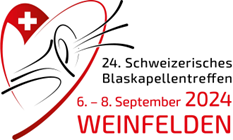 24. Schweizerisches
Blaskapellentreffen
6. – 8. September 2024
WEINFELDEN